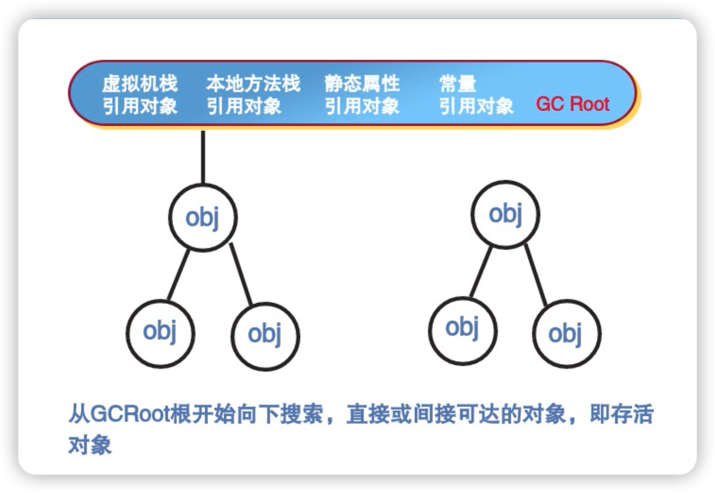 虚拟机栈 本地方法栈 静态属性 常量
引用对象 引用对象 引用对象 引用对象 GC Root
obj obj
obj obj obj obj
从GCRoot根开始向下搜索，直接或间接可达的对象，即存活
对象